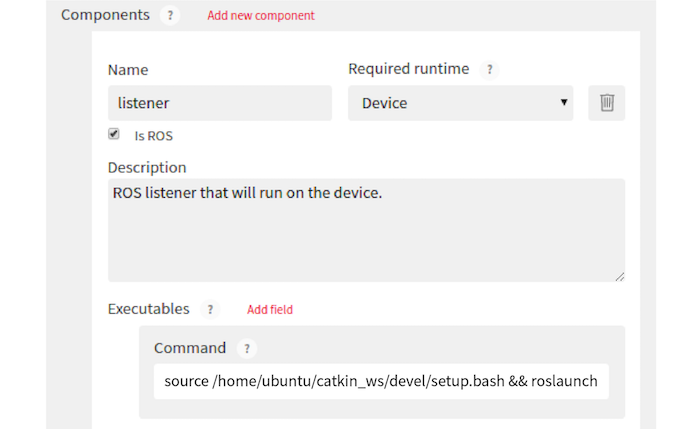 Components ? Add new component
Name Required runtime ?
listener Device
Is ROS
Description
ROS listener that will run on the device.
Executables ? Add field
Command ?
source /home/ubuntu/catkin_ws/devel/setup.bash && roslaunch